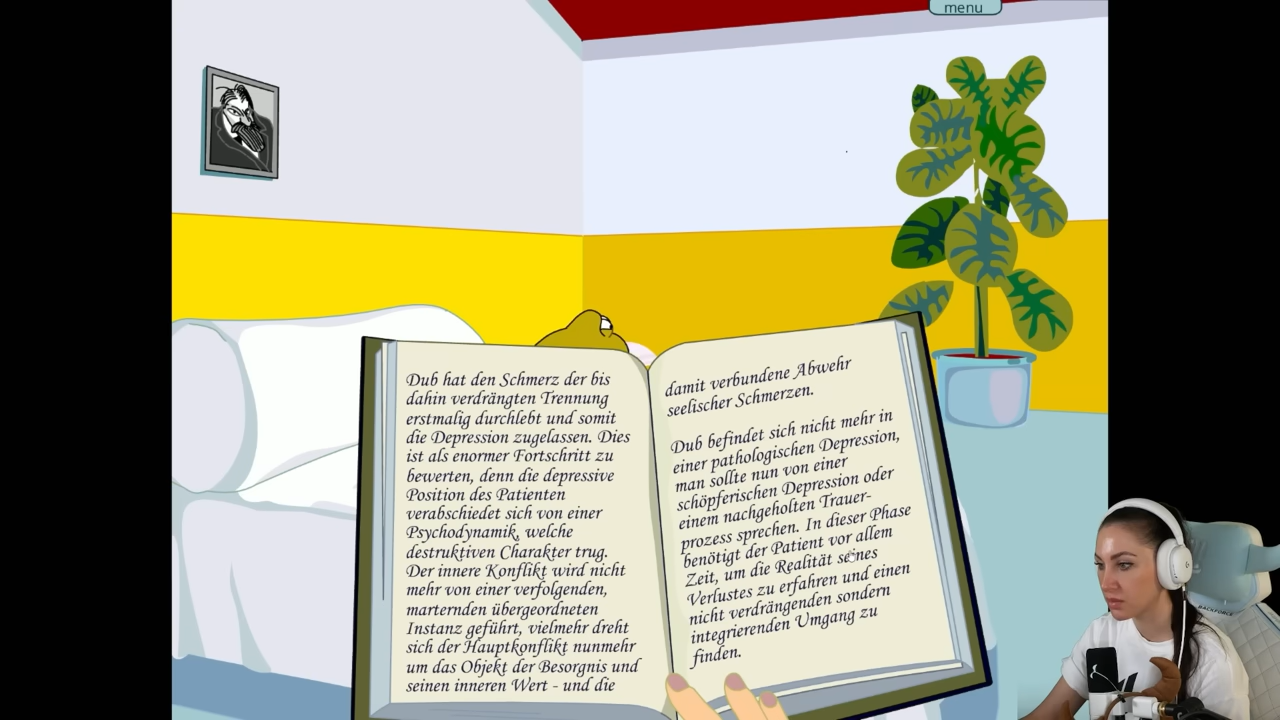 menu
Dub hat den Schmerz der bis
dahin verdrängten Trennung
erstmalig durchlebt und somit
die Depression zugelassen. Dies
ist als enormer Fortschritt zu
bewerten, denn die depressive
Position des Patienten
verabschiedet sich von einer
Psychodynamik, welche
destruktiven Charakter trug.
Der innere Konflikt wird nicht
mehr von einer verfolgenden,
marternden übergeordneten
Instanz geführt, vielmehr dreht
sich der Hauptkonflikt nunmehr
um das Objekt der Besorgnis und
seinen inneren Wert - und die
damit verbundene Abwehr
seelischer Schmerzen.
Dub befindet sich nicht mehr in
einer pathologischen Depression,
man sollte nun von einer
schöpferischen Depression oder
einem nachgeholten Trauer-
prozess sprechen. In dieser Phase
benötigt der Patient vor allem
Zeit, um die Realität seines
Verlustes zu erfahren und einen
nicht verdrängenden sondern
integrierenden Umgang zu
finden.
BACKFORCE